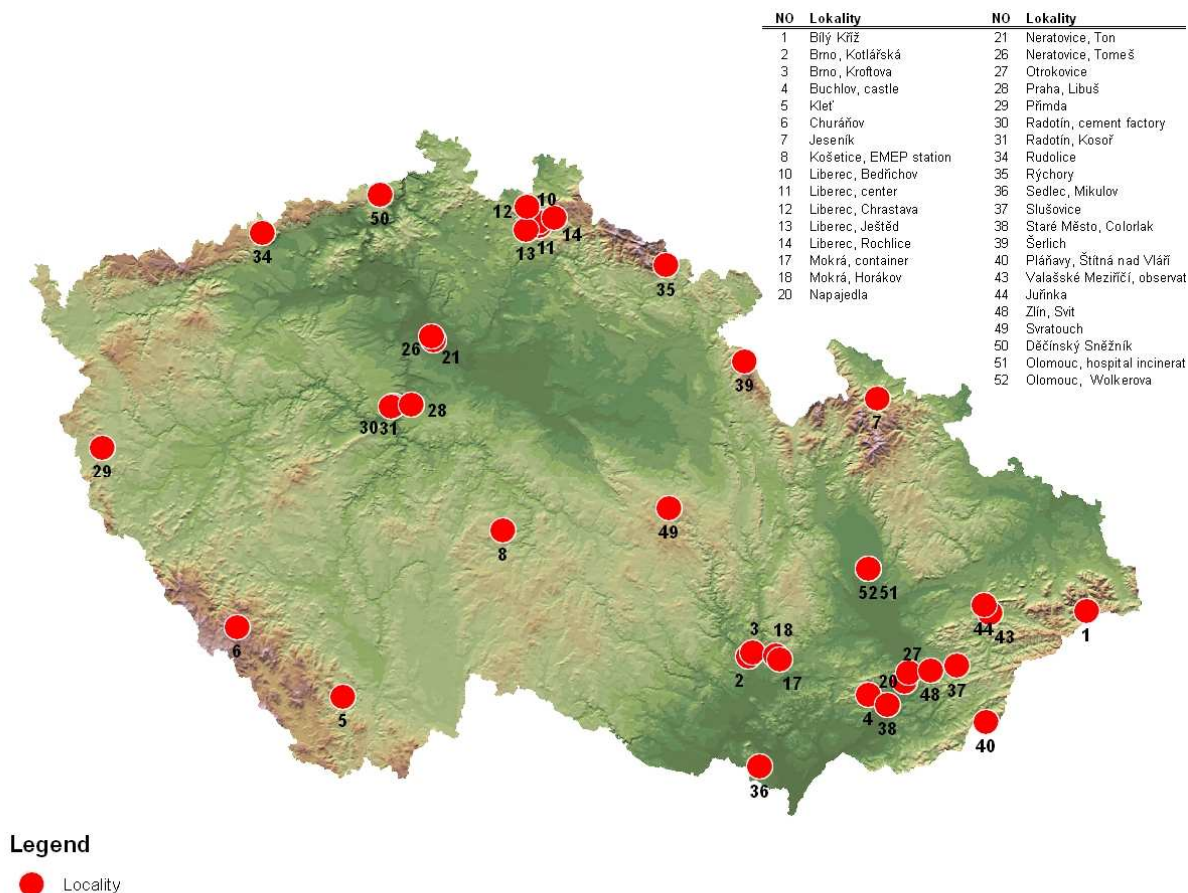 NO Lokality NO Lokality
1 Bílý Kříž 21 Neratovice, Ton
2 Brno, Kotlářská 26 Neratovice, Tomeš
3 Brno, Kroftova 27 Otrokovice
4 Buchlov, castle 28 Praha, Libuš
5 Kleť 29 Přimda
6 Churáňov 30 Radotín, cement factory
7 Jeseník 31 Radotín, Kosoř
8 Košetice, EMEP station 34 Rudolice
10 Liberec, Bedřichov 35 Rýchory
11 Liberec, center 36 Sedlec, Mikulov
12 Liberec, Chrastava 37 Slušovice
13 Liberec, Ještěd 38 Staré Město, Colorlak
14 Liberec, Rochlice 39 Šerlich
17 Mokrá, container 40 Pláňavy, Štítná nad Vláří
18 Mokrá, Horákov 43 Valašské Meziříčí, observat
20 Napajedla 44 Juřinka
48 Zlín, Svit
49 Svratouch
50 Děčínský Sněžník
51 Olomouc, hospital incinerat
52 Olomouc, Wolkerova
50
12 10
34
13 11 14
35
26 21
39
7
30 31 28
29
49
8
52 51
44 43 1
6
3 18
2 17
27
20 48 37
5
4 38
40
36
Legend
Locality